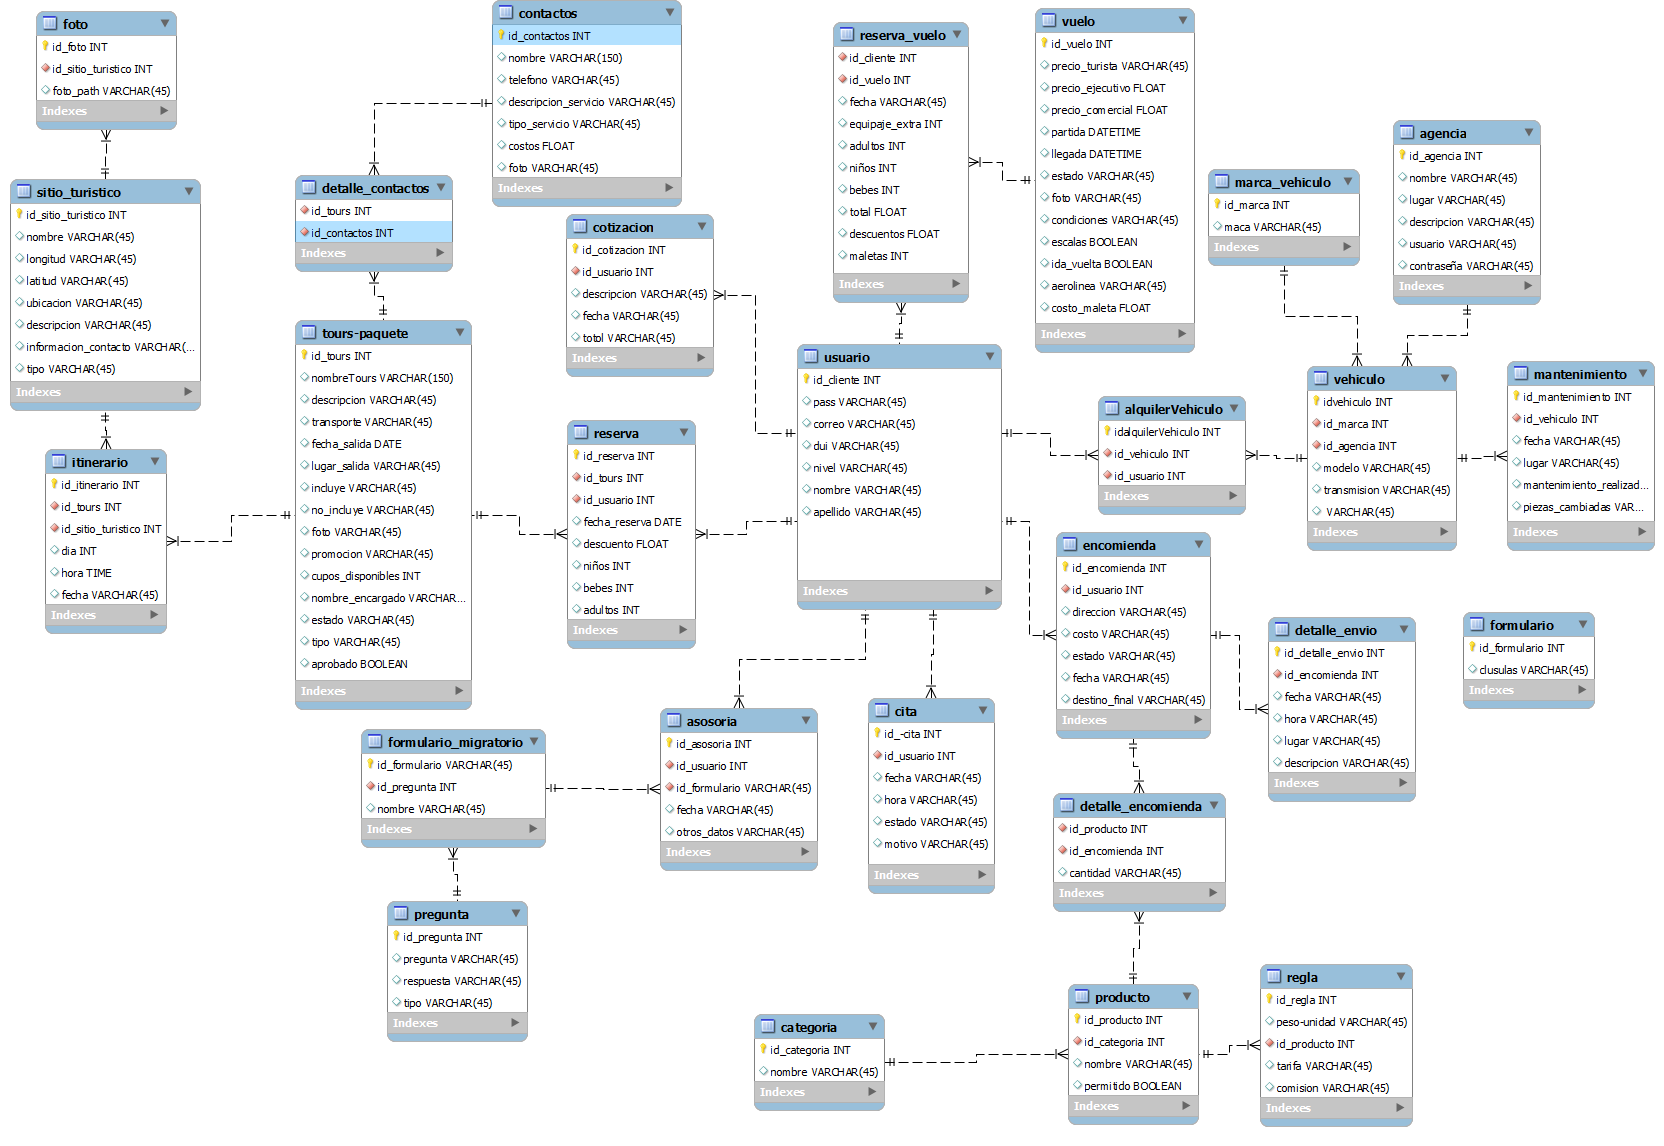 foto
id_foto INT
id_sitio_turistico INT
foto_path VARCHAR(45)
Indexes
sitio_turistico
id_sitio_turistico INT
nombre VARCHAR(45)
longitud VARCHAR(45)
latitud VARCHAR(45)
ubicacion VARCHAR(45)
descripcion VARCHAR(45)
informacion_contacto VARCHAR(...
tipo VARCHAR(45)
Indexes
itinerario
id_itinerario INT
id_tours INT
id_sitio_turistico INT
dia INT
hora TIME
fecha VARCHAR(45)
Indexes
contactos
id_contactos INT
nombre VARCHAR(150)
telefono VARCHAR(45)
descripcion_servicio VARCHAR(45)
tipo_servicio VARCHAR(45)
costos FLOAT
foto VARCHAR(45)
Indexes
detalle_contactos
id_tours INT
id_contactos INT
Indexes
tours-paquete
id_tours INT
nombreTours VARCHAR(150)
descripcion VARCHAR(45)
transporte VARCHAR(45)
fecha_salida DATE
lugar_salida VARCHAR(45)
incluye VARCHAR(45)
no_incluye VARCHAR(45)
foto VARCHAR(45)
promocion VARCHAR(45)
cupos_disponibles INT
nombre_encargado VARCHAR...
estado VARCHAR(45)
tipo VARCHAR(45)
aprobado BOOLEAN
Indexes
cotizacion
id_cotizacion INT
id_usuario INT
descripcion VARCHAR(45)
fecha VARCHAR(45)
totol VARCHAR(45)
Indexes
reserva
id_reserva INT
id_tours INT
id_usuario INT
fecha_reserva DATE
descuento FLOAT
niños INT
bebes INT
adultos INT
Indexes
reserva_vuelo
id_cliente INT
id_vuelo INT
fecha VARCHAR(45)
equipaje_extra INT
adultos INT
niños INT
bebes INT
total FLOAT
descuentos FLOAT
maletas INT
Indexes
vuelo
id_vuelo INT
precio_turista VARCHAR(45)
precio_ejecutivo FLOAT
precio_comercial FLOAT
partida DATETIME
llegada DATETIME
estado VARCHAR(45)
foto VARCHAR(45)
condiciones VARCHAR(45)
escalas BOOLEAN
ida_vuelta BOOLEAN
aerolinea VARCHAR(45)
costo_maleta FLOAT
Indexes
marca_vehiculo
id_marca INT
maca VARCHAR(45)
Indexes
agencia
id_agencia INT
nombre VARCHAR(45)
lugar VARCHAR(45)
descripcion VARCHAR(45)
usuario VARCHAR(45)
contraseña VARCHAR(45)
Indexes
usuario
id_cliente INT
pass VARCHAR(45)
correo VARCHAR(45)
dui VARCHAR(45)
nivel VARCHAR(45)
nombre VARCHAR(45)
apellido VARCHAR(45)
Indexes
alquilerVehiculo
idalquilerVehiculo INT
id_vehiculo INT
id_usuario INT
Indexes
vehiculo
idvehiculo INT
id_marca INT
id_agencia INT
modelo VARCHAR(45)
transmision VARCHAR(45)
VARCHAR(45)
Indexes
mantenimiento
id_mantenimiento INT
id_vehiculo INT
fecha VARCHAR(45)
lugar VARCHAR(45)
mantenimiento_realizad...
piezas_cambiadas VAR...
Indexes
encomienda
id_encomienda INT
id_usuario INT
direccion VARCHAR(45)
costo VARCHAR(45)
estado VARCHAR(45)
fecha VARCHAR(45)
destino_final VARCHAR(45)
Indexes
detalle_envio
id_detalle_envio INT
id_encomienda INT
fecha VARCHAR(45)
hora VARCHAR(45)
lugar VARCHAR(45)
descripcion VARCHAR(45)
Indexes
formulario
id_formulario INT
clusulas VARCHAR(45)
Indexes
formulario_migratorio
id_formulario VARCHAR(45)
id_pregunta INT
nombre VARCHAR(45)
Indexes
asosoria
id_asosoria INT
id_usuario INT
id_formulario VARCHAR(45)
fecha VARCHAR(45)
otros_datos VARCHAR(45)
Indexes
cita
id_-cita INT
id_usuario INT
fecha VARCHAR(45)
hora VARCHAR(45)
estado VARCHAR(45)
motivo VARCHAR(45)
Indexes
detalle_encomienda
id_producto INT
id_encomienda INT
cantidad VARCHAR(45)
Indexes
pregunta
id_pregunta INT
pregunta VARCHAR(45)
respuesta VARCHAR(45)
tipo VARCHAR(45)
Indexes
categoria
id_categoria INT
nombre VARCHAR(45)
Indexes
producto
id_producto INT
id_categoria INT
nombre VARCHAR(45)
permitido BOOLEAN
Indexes
regla
id_regla INT
peso-unidad VARCHAR(45)
id_producto INT
tarifa VARCHAR(45)
comision VARCHAR(45)
Indexes